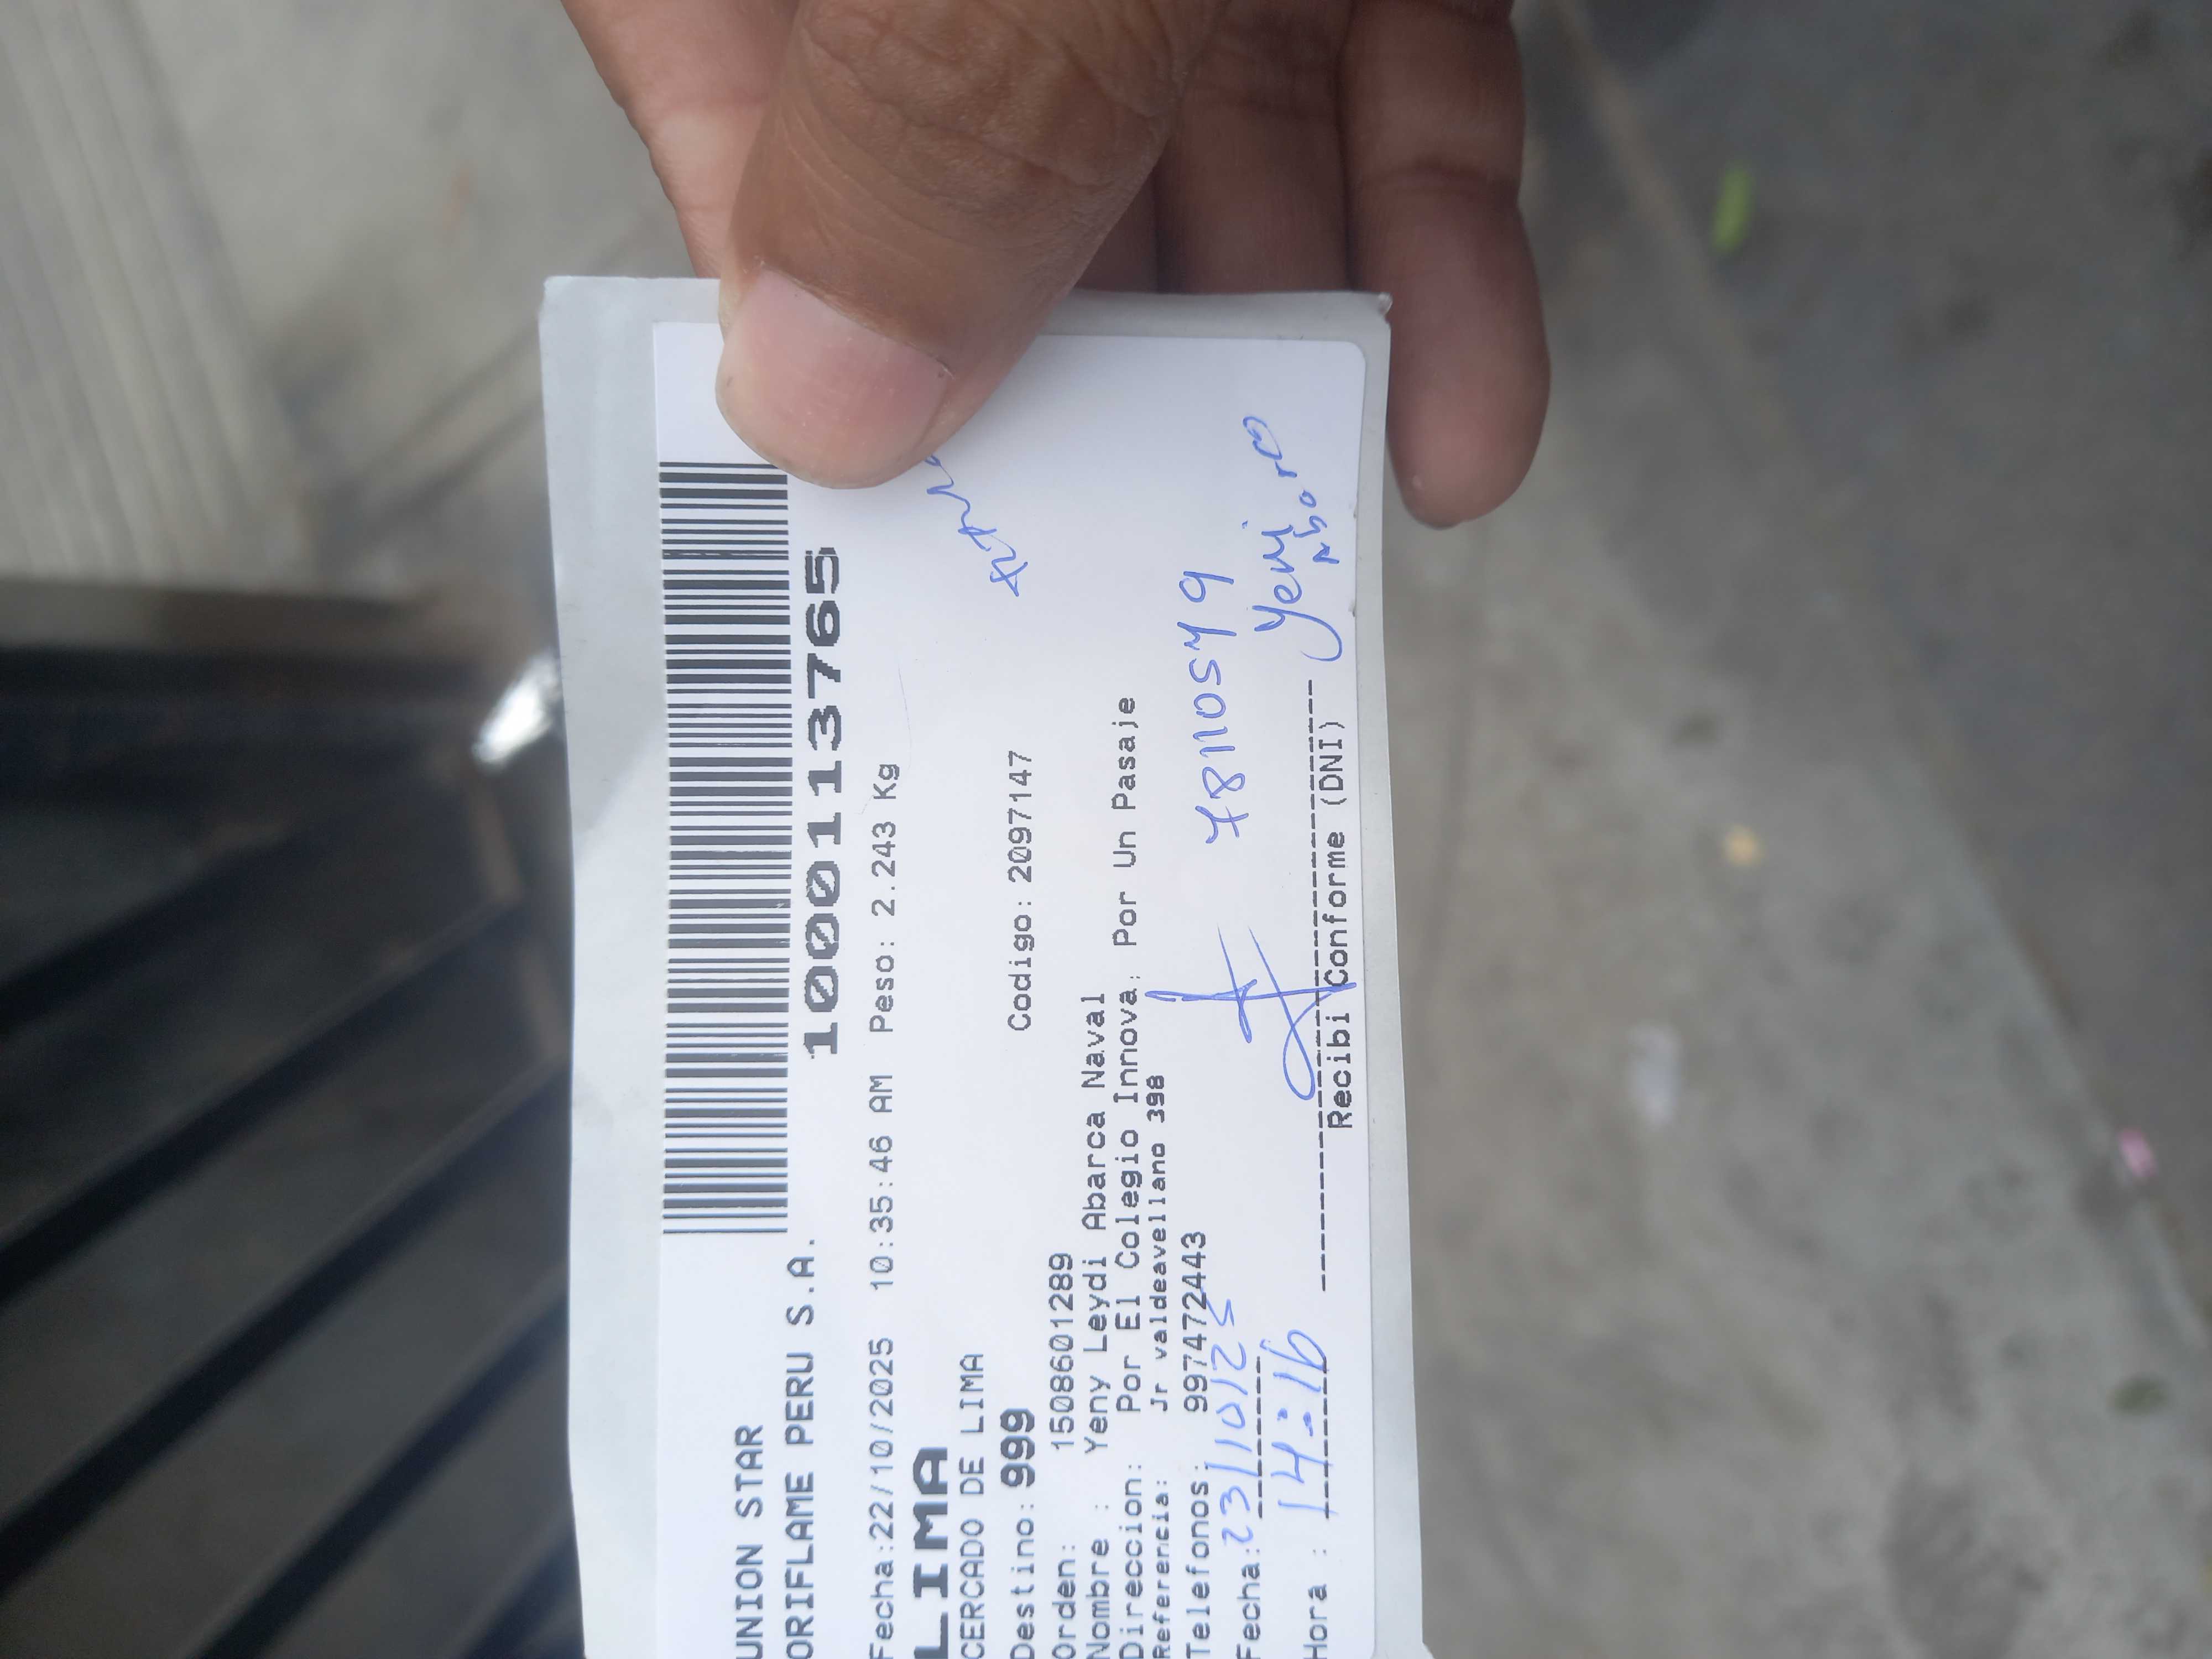 UNION STAR
ORIFLAME PERU S.A.
1000113765
Fecha:22/10/2025 10:35:46 AM Peso: 2.243 Kg
LIMA
CERCADO DE LIMA
Destino: 999 Codigo: 2097147
Orden: 1508601289
Nombre : Yeny Leydi Abarca Naval
Direccion: Por El Colegio Innova. Por Un Pasaje
Referencia: Jr valdeavellano 398
Telefonos: 997472443
Fecha: 23/10/25 78110549
Hora : 14:16 Yemi
Recibi Conforme (DNI)